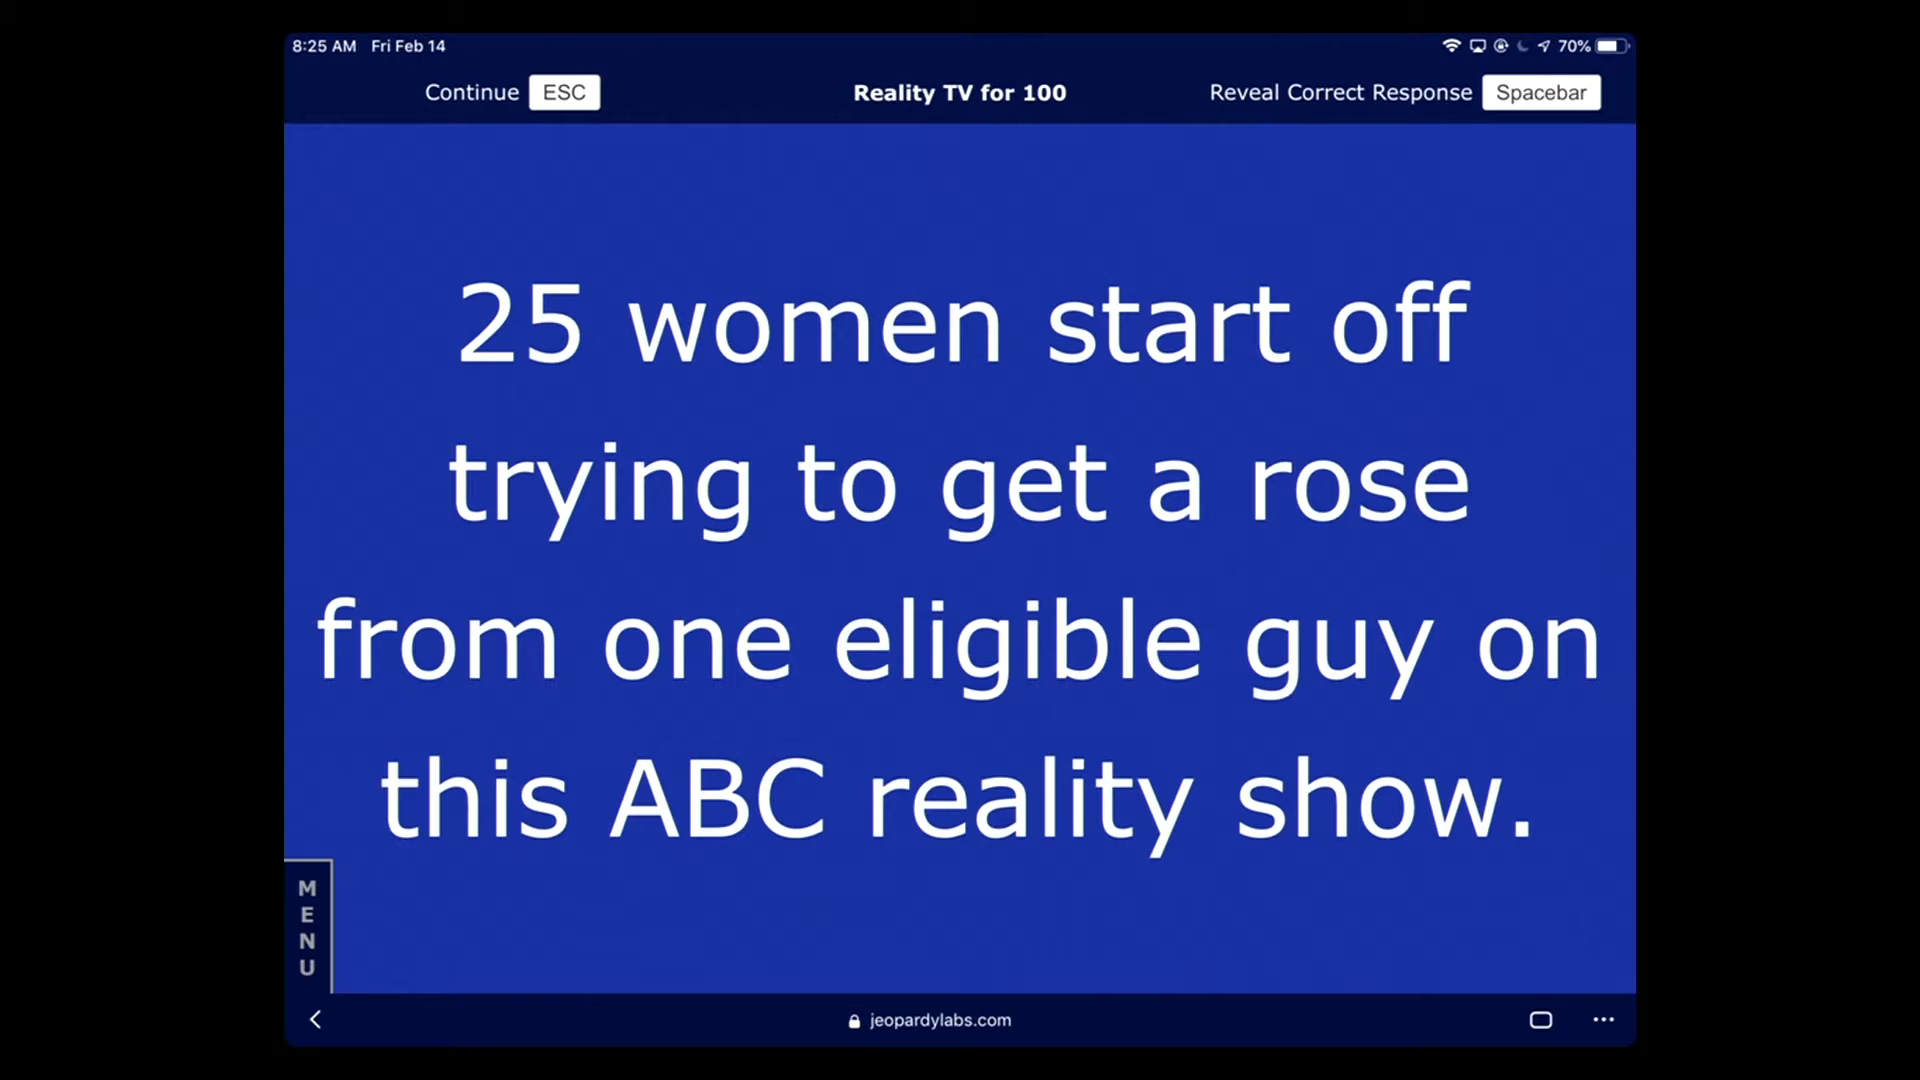 8:25 AM Fri Feb 14
70%
Continue ESC
Reality TV for 100
Reveal Correct Response Spacebar
25 women start off
trying to get a rose
from one eligible guy on
this ABC reality show.
MENU
jeopardylabs.com